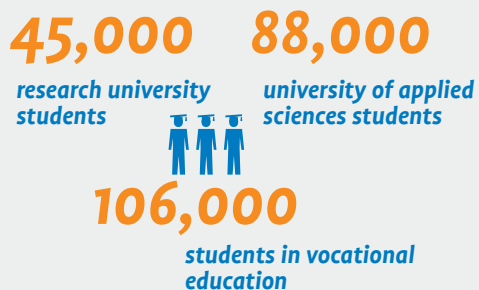 45,000
research university
students
88,000
university of applied
sciences students
106,000
students in vocational
education